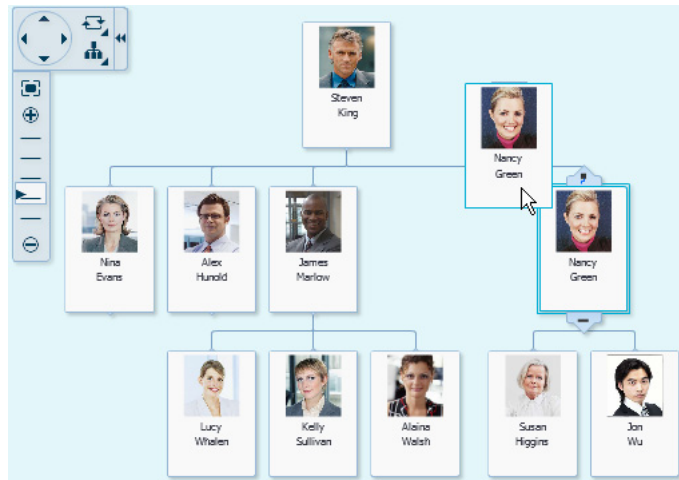 Steven
King
Nancy
Green
Nina
Evans
Alex
Hunold
James
Marlow
Nancy
Green
Lucy
Whalen
Kelly
Sullivan
Alaina
Walsh
Susan
Higgins
Jon
Wu